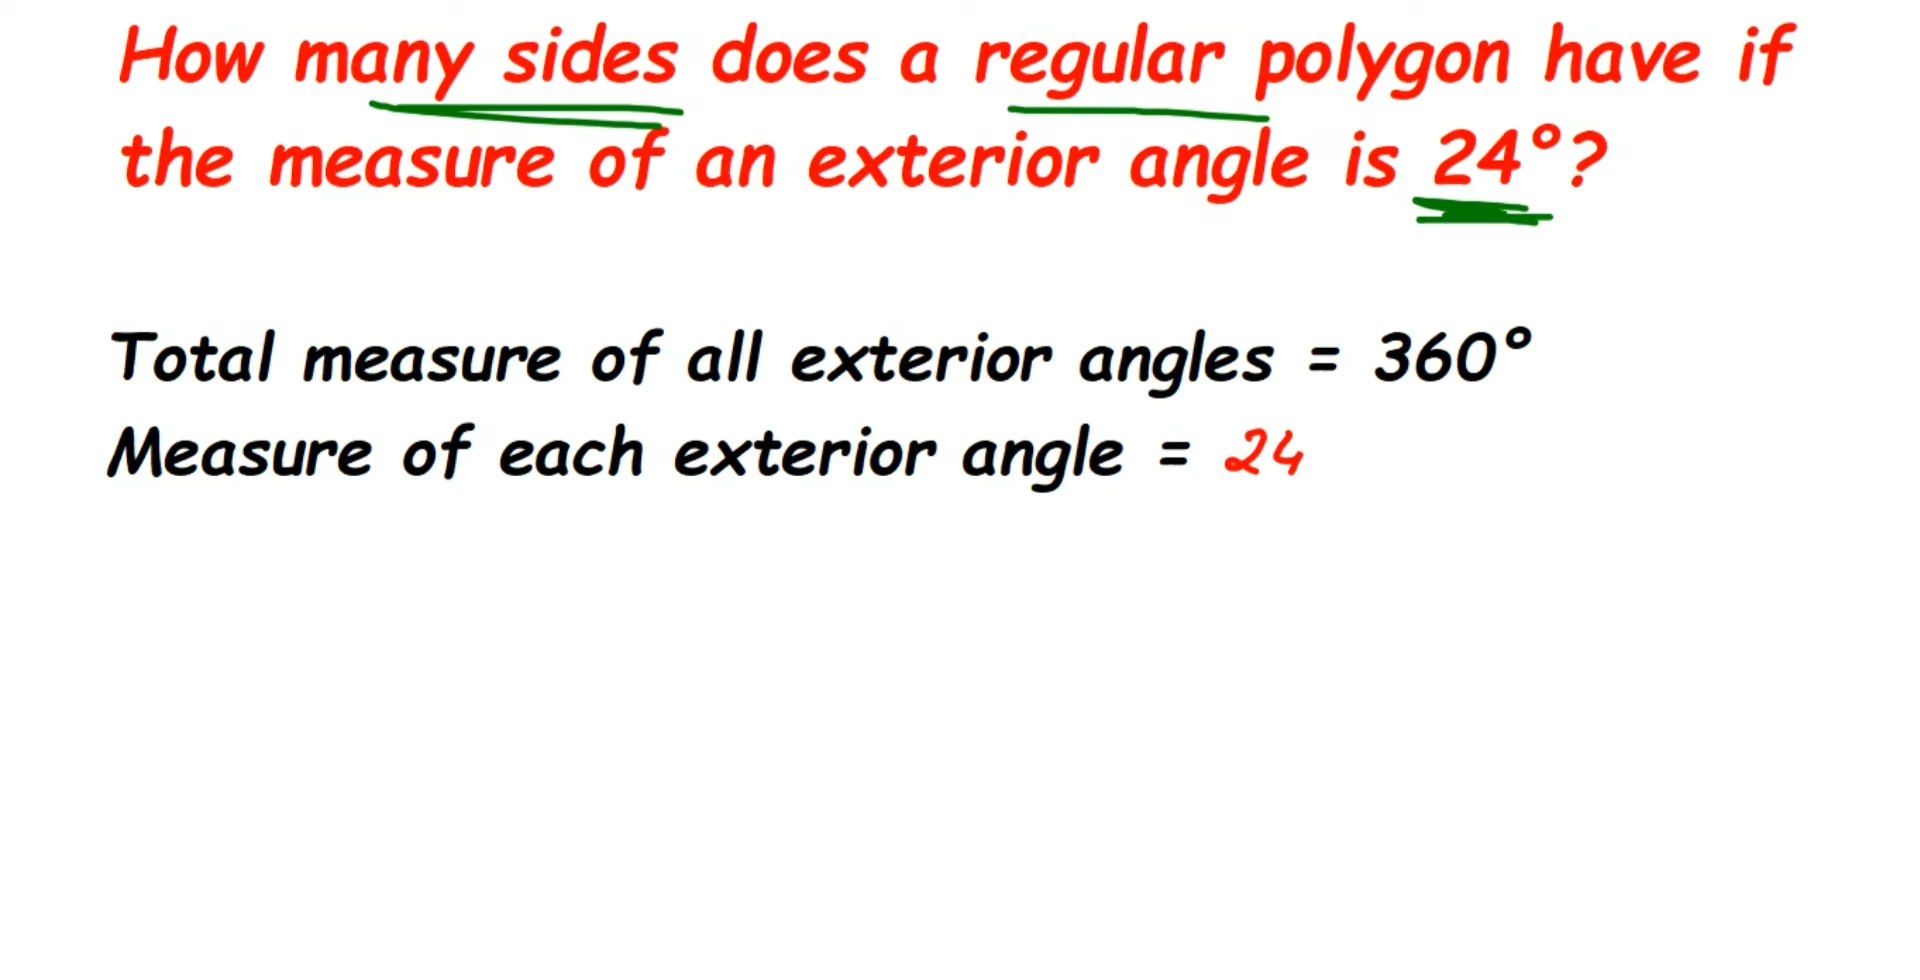 How many sides does a regular polygon have if
the measure of an exterior angle is 24°?
Total measure of all exterior angles = 360°
Measure of each exterior angle = 24